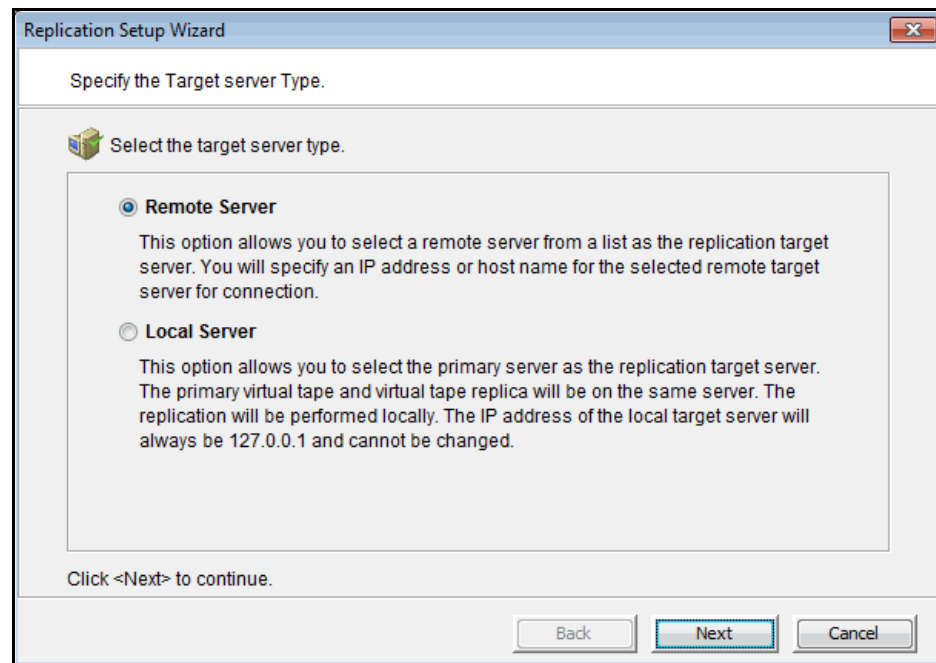 Replication Setup Wizard
Specify the Target server Type.
Select the target server type.
Remote Server
This option allows you to select a remote server from a list as the replication target
server. You will specify an IP address or host name for the selected remote target
server for connection.
Local Server
This option allows you to select the primary server as the replication target server.
The primary virtual tape and virtual tape replica will be on the same server. The
replication will be performed locally. The IP address of the local target server will
always be 127.0.0.1 and cannot be changed.
Click <Next> to continue.
Back
Next
Cancel